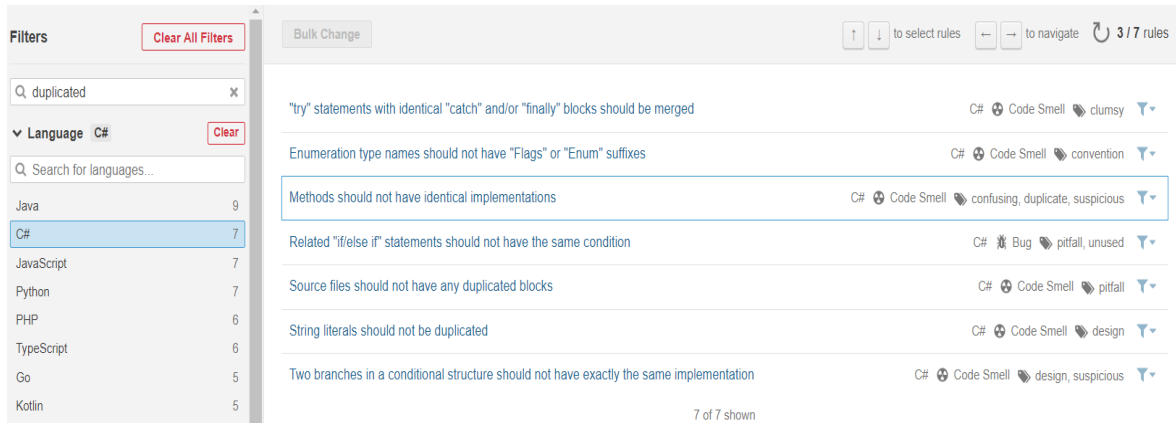 Filters
Clear All Filters
duplicated
Language C#
Clear
Search for languages...
Java 9
C# 7
JavaScript 7
Python 7
PHP 6
TypeScript 6
Go 5
Kotlin 5
Bulk Change
↑ ↓ to select rules ← → to navigate 3 / 7 rules
"try" statements with identical "catch" and/or "finally" blocks should be merged C# Code Smell clumsy
Enumeration type names should not have "Flags" or "Enum" suffixes C# Code Smell convention
Methods should not have identical implementations C# Code Smell confusing, duplicate, suspicious
Related "if/else if" statements should not have the same condition C# Bug pitfall, unused
Source files should not have any duplicated blocks C# Code Smell pitfall
String literals should not be duplicated C# Code Smell design
Two branches in a conditional structure should not have exactly the same implementation C# Code Smell design, suspicious
7 of 7 shown